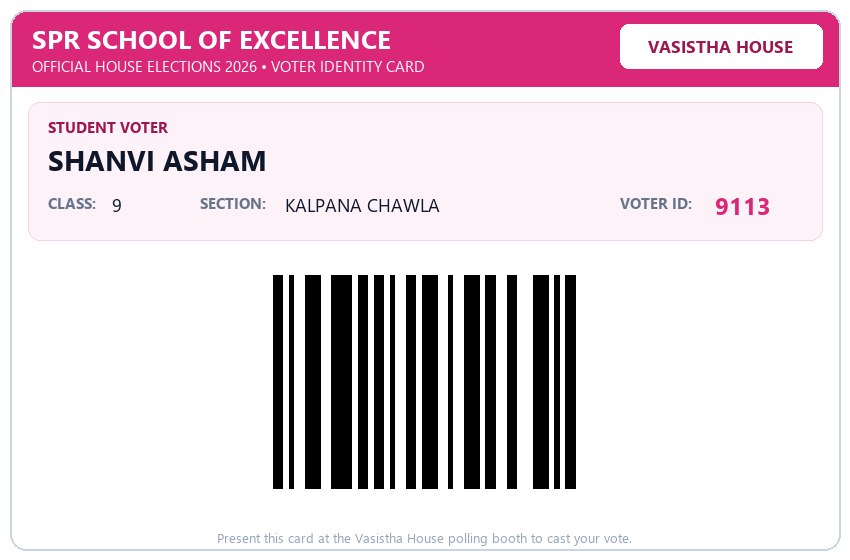 SPR SCHOOL OF EXCELLENCE
OFFICIAL HOUSE ELECTIONS 2026 • VOTER IDENTITY CARD
VASISTHA HOUSE
STUDENT VOTER
SHANVI ASHAM
CLASS: 9 SECTION: KALPANA CHAWLA VOTER ID: 9113
Present this card at the Vasistha House polling booth to cast your vote.